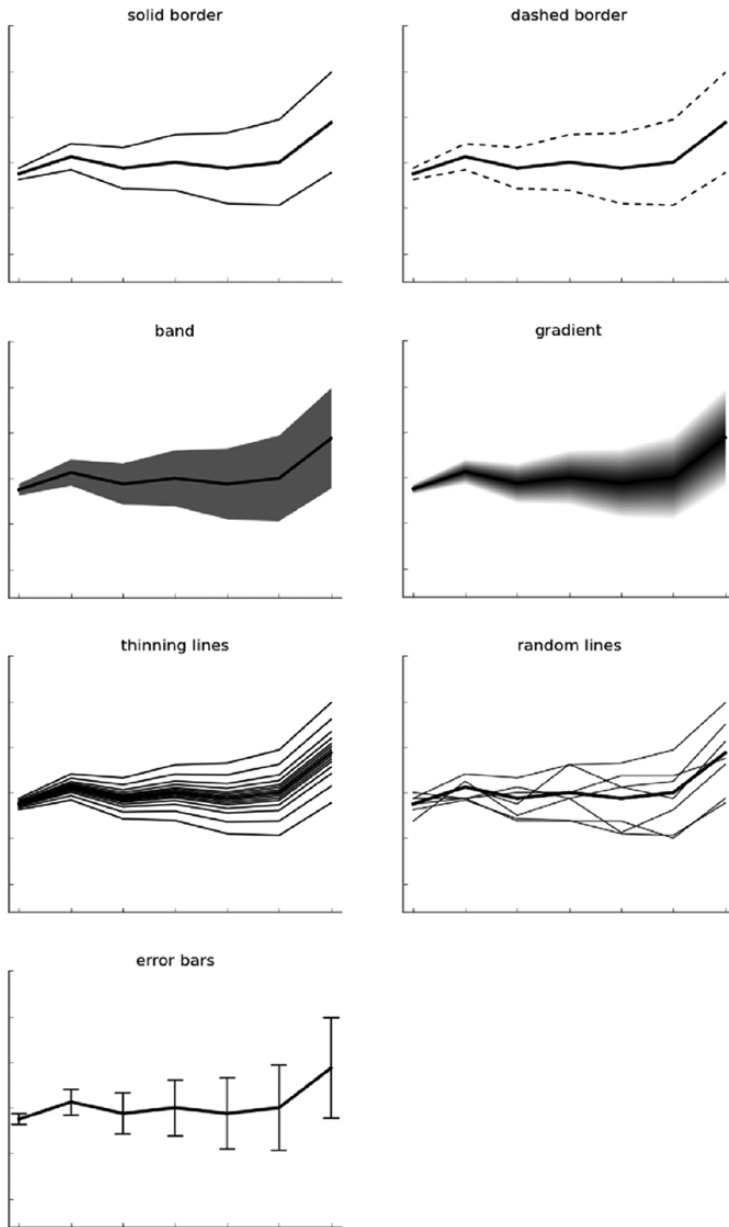 solid border
dashed border
band
gradient
thinning lines
random lines
error bars